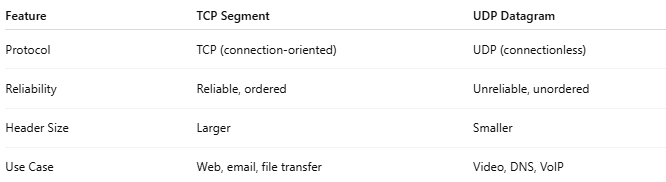 Feature TCP Segment UDP Datagram
Protocol TCP (connection-oriented) UDP (connectionless)
Reliability Reliable, ordered Unreliable, unordered
Header Size Larger Smaller
Use Case Web, email, file transfer Video, DNS, VoIP